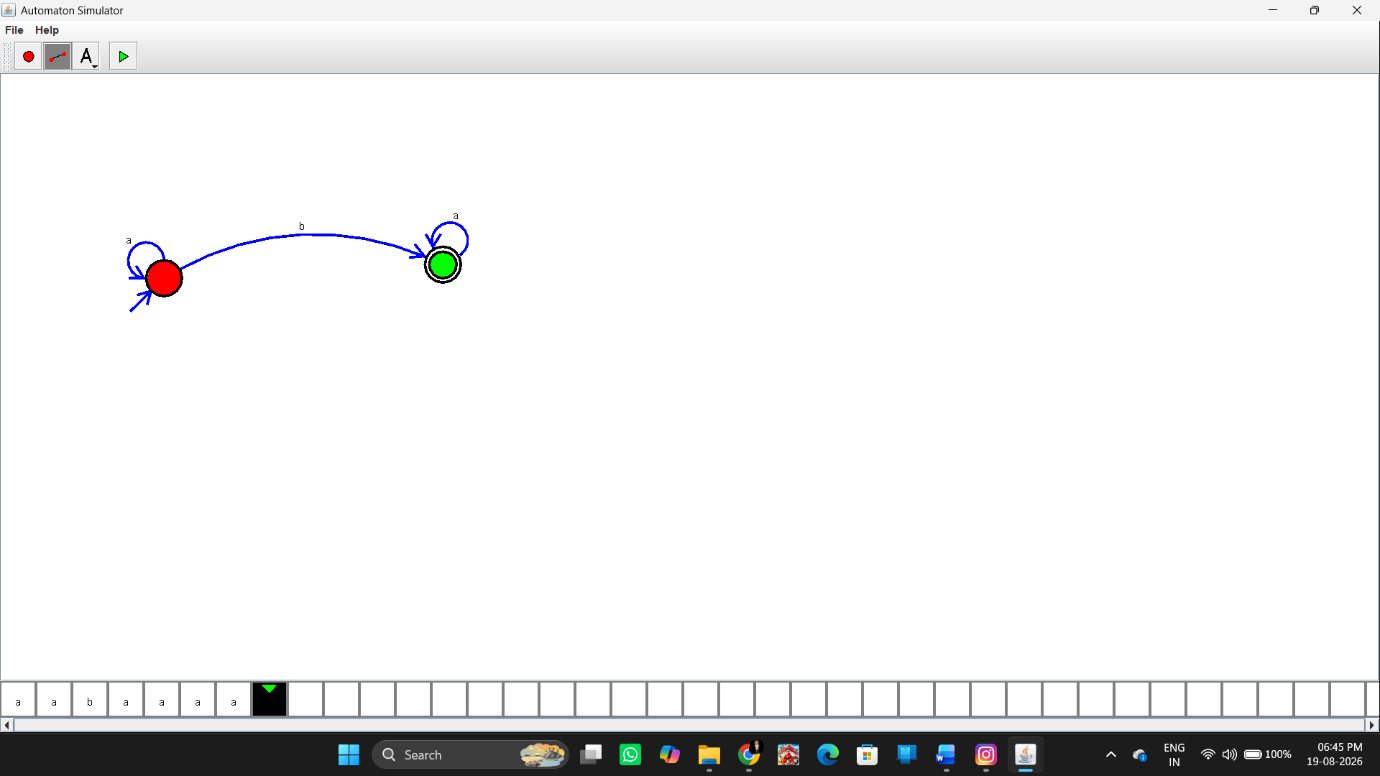 Automaton Simulator
File Help
A
a
b
a
a a b a a a a
Search
ENG
IN
100%
06:45 PM
19-08-2026